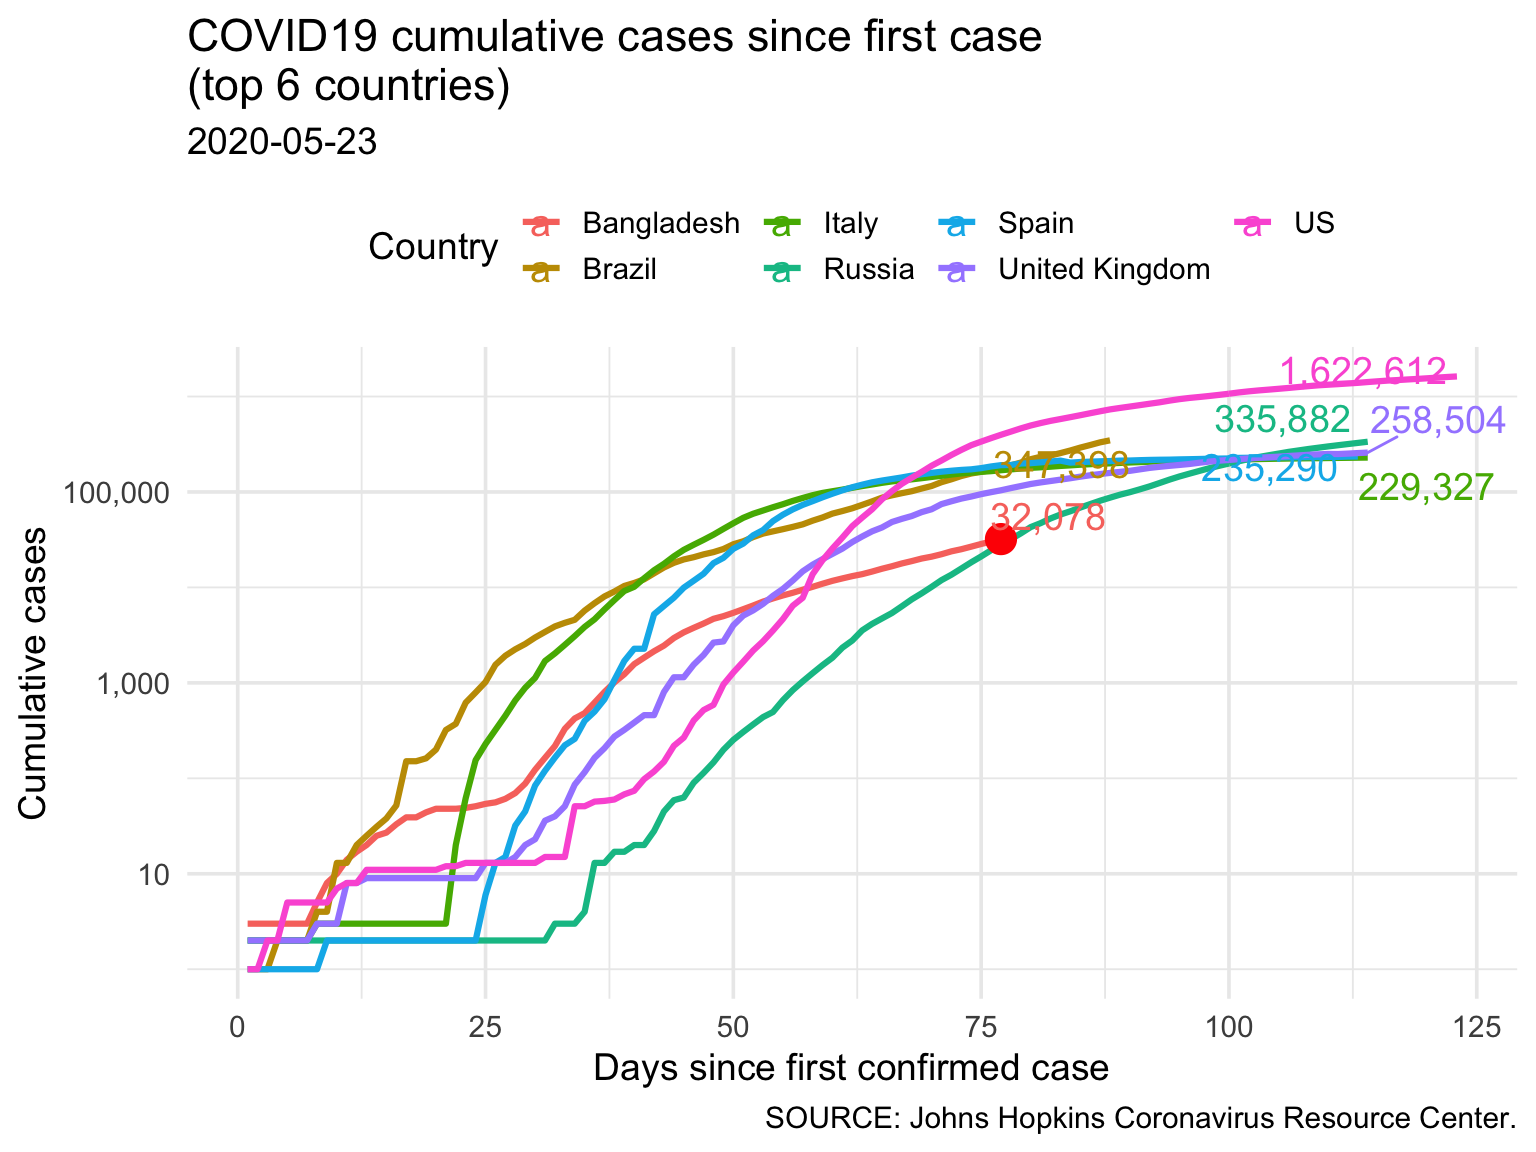 COVID19 cumulative cases since first case
(top 6 countries)
2020-05-23
Country
a Bangladesh a Italy a Spain a US
a Brazil a Russia a United Kingdom
1,622,612
335,882 258,504
347,398 235,290
229,327
32,078
100,000
1,000
10
Cumulative cases
0 25 50 75 100 125
Days since first confirmed case
SOURCE: Johns Hopkins Coronavirus Resource Center.